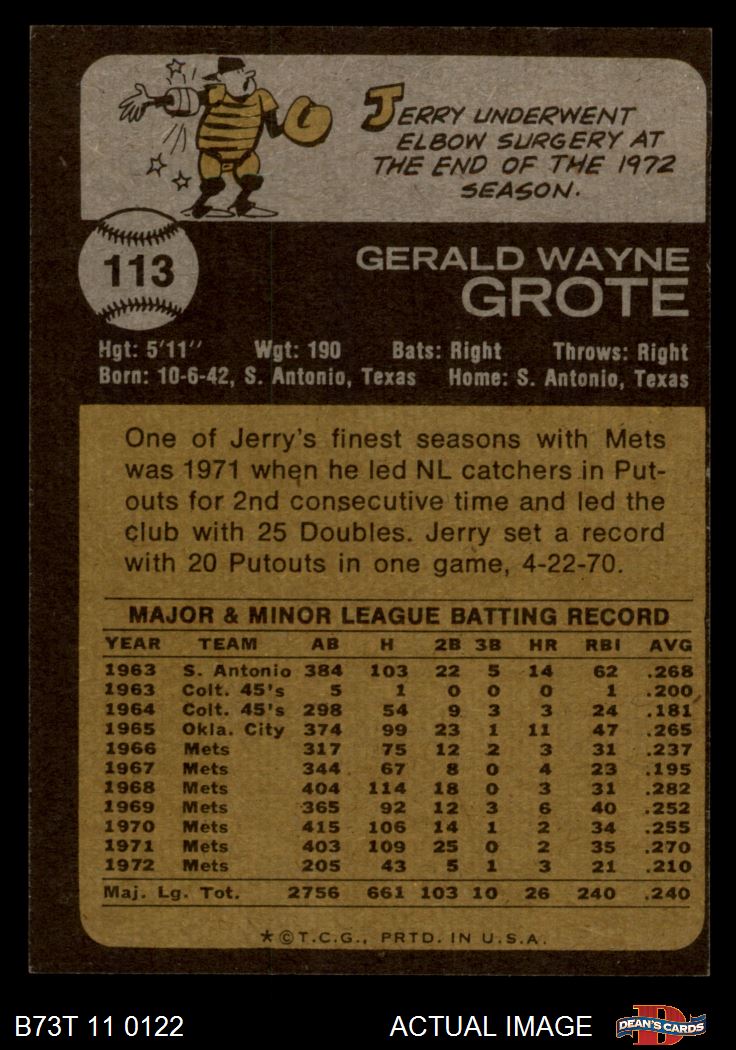 JERRY UNDERWENT
ELBOW SURGERY AT
THE END OF THE 1972
SEASON.
113
GERALD WAYNE
GROTE
Hgt: 5'11" Wgt: 190 Bats: Right Throws: Right
Born: 10-6-42, S. Antonio, Texas Home: S. Antonio, Texas
One of Jerry's finest seasons with Mets
was 1971 when he led NL catchers in Put-
outs for 2nd consecutive time and led the
club with 25 Doubles. Jerry set a record
with 20 Putouts in one game, 4-22-70.
MAJOR & MINOR LEAGUE BATTING RECORD
YEAR TEAM AB H 2B 3B HR RBI AVG
1963 S. Antonio 384 103 22 5 14 62 .268
1963 Colt. 45's 5 1 0 0 0 1 .200
1964 Colt. 45's 298 54 9 3 3 24 .181
1965 Okla. City 374 99 23 1 11 47 .265
1966 Mets 317 75 12 2 3 31 .237
1967 Mets 344 67 8 0 4 23 .195
1968 Mets 404 114 18 0 3 31 .282
1969 Mets 365 92 12 3 6 40 .252
1970 Mets 415 106 14 1 2 34 .255
1971 Mets 403 109 25 0 2 35 .270
1972 Mets 205 43 5 1 3 21 .210
Maj. Lg. Tot. 2756 661 103 10 26 240 .240
*©T.C.G., PRTD. IN U.S.A.
B73T 11 0122 ACTUAL IMAGE D DEAN'S CARDS